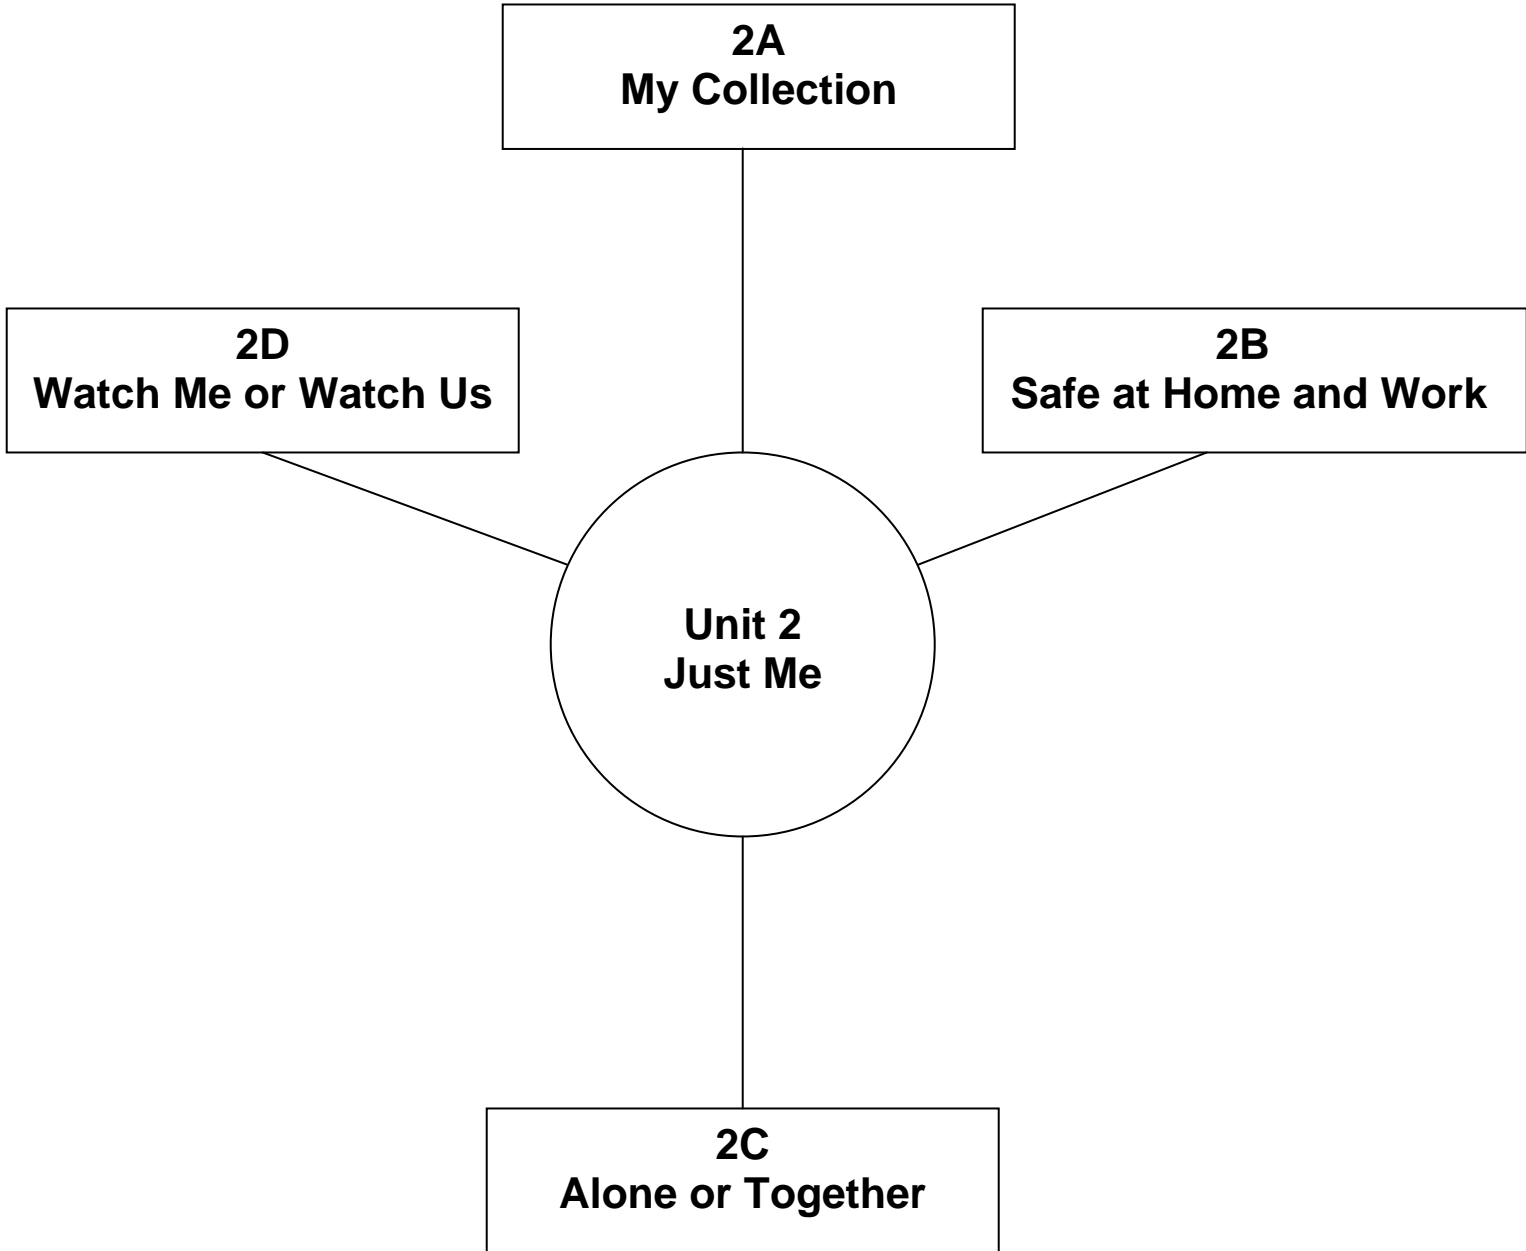 2A
My Collection
2D
Watch Me or Watch Us
2B
Safe at Home and Work
Unit 2
Just Me
2C
Alone or Together